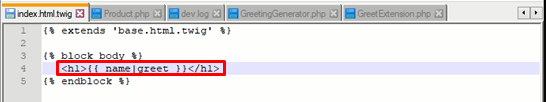 index.html.twig Product.php dev.log GreetingGenerator.php GreetExtension.php
1 {% extends 'base.html.twig' %}
2
3 {% block body %}
4 <h1>{{ name|greet }}</h1>
5 {% endblock %}